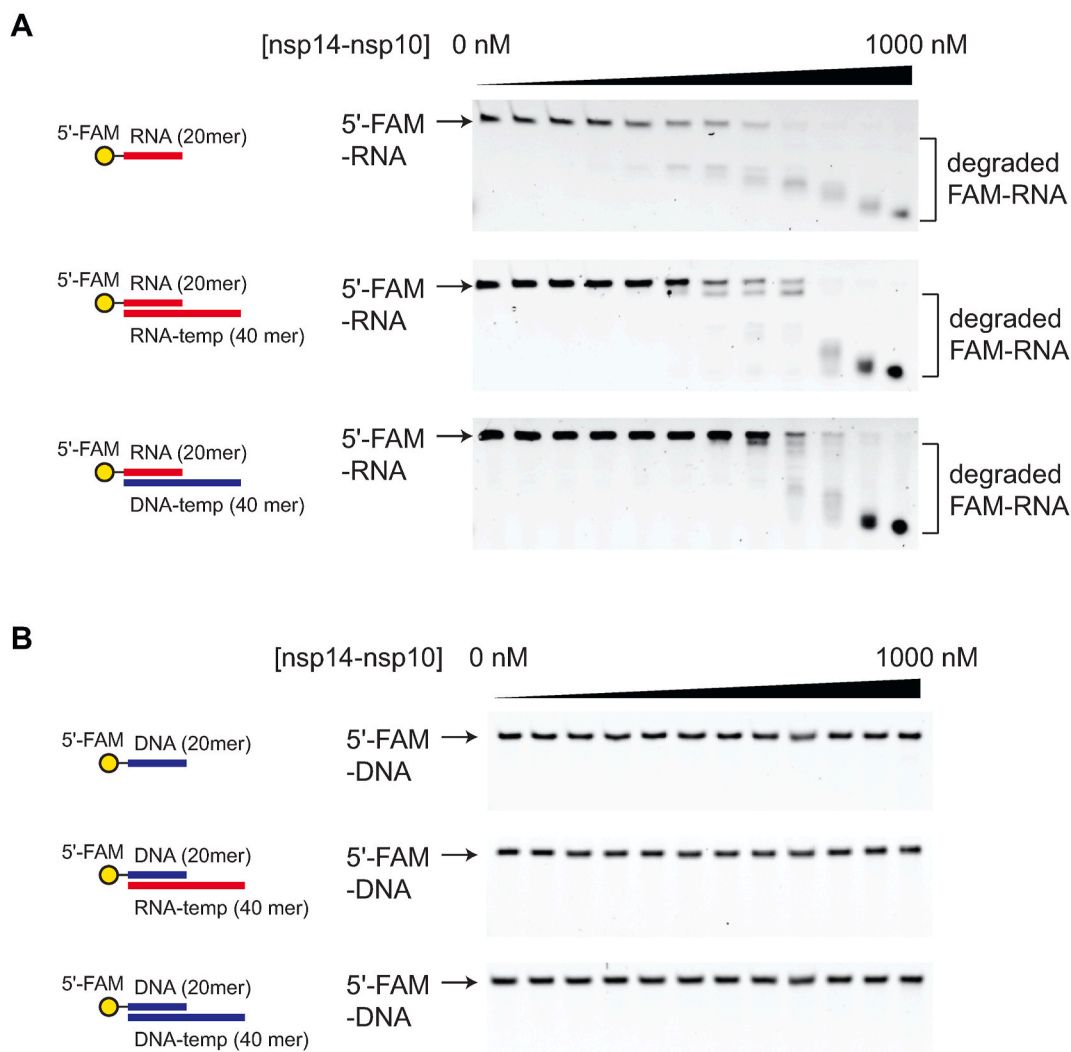 A
[nsp14-nsp10] 0 nM 1000 nM
5'-FAM RNA (20mer)
5'-FAM
-RNA
degraded
FAM-RNA
5'-FAM RNA (20mer)
RNA-temp (40 mer)
5'-FAM
-RNA
degraded
FAM-RNA
5'-FAM RNA (20mer)
DNA-temp (40 mer)
5'-FAM
-RNA
degraded
FAM-RNA
B
[nsp14-nsp10] 0 nM 1000 nM
5'-FAM DNA (20mer)
5'-FAM
-DNA
5'-FAM DNA (20mer)
RNA-temp (40 mer)
5'-FAM
-DNA
5'-FAM DNA (20mer)
DNA-temp (40 mer)
5'-FAM
-DNA